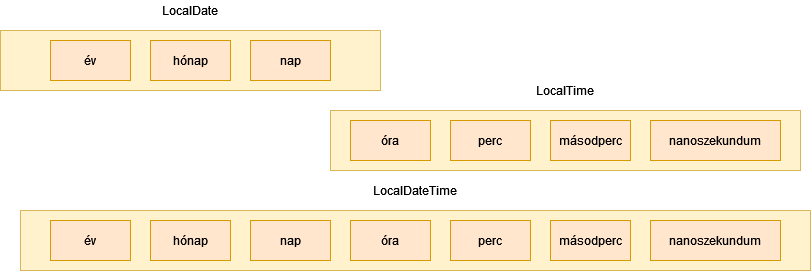 LocalDate
év hónap nap
LocalTime
óra perc másodperc nanoszekundum
LocalDateTime
év hónap nap óra perc másodperc nanoszekundum